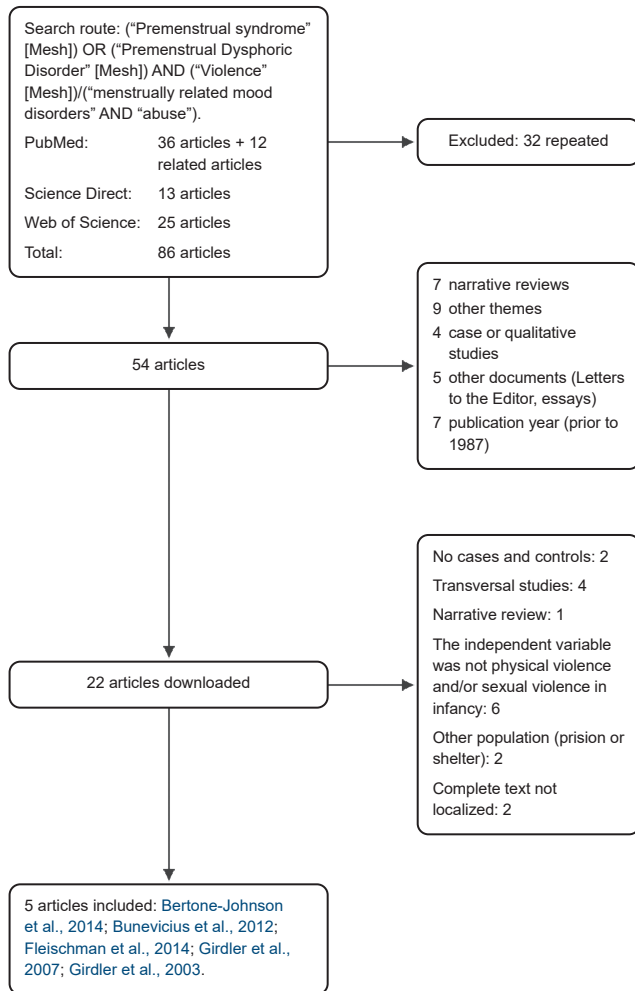 Search route: (“Premenstrual syndrome”
[Mesh]) OR (“Premenstrual Dysphoric
Disorder” [Mesh]) AND (“Violence”
[Mesh])/(“menstrually related mood
disorders” AND “abuse”).
PubMed: 36 articles + 12
related articles
Science Direct: 13 articles
Web of Science: 25 articles
Total: 86 articles
Excluded: 32 repeated
54 articles
7 narrative reviews
9 other themes
4 case or qualitative
studies
5 other documents (Letters
to the Editor, essays)
7 publication year (prior to
1987)
22 articles downloaded
No cases and controls: 2
Transversal studies: 4
Narrative review: 1
The independent variable
was not physical violence
and/or sexual violence in
infancy: 6
Other population (prision or
shelter): 2
Complete text not
localized: 2
5 articles included: Bertone-Johnson
et al., 2014; Bunevicius et al., 2012;
Fleischman et al., 2014; Girdler et al.,
2007; Girdler et al., 2003.